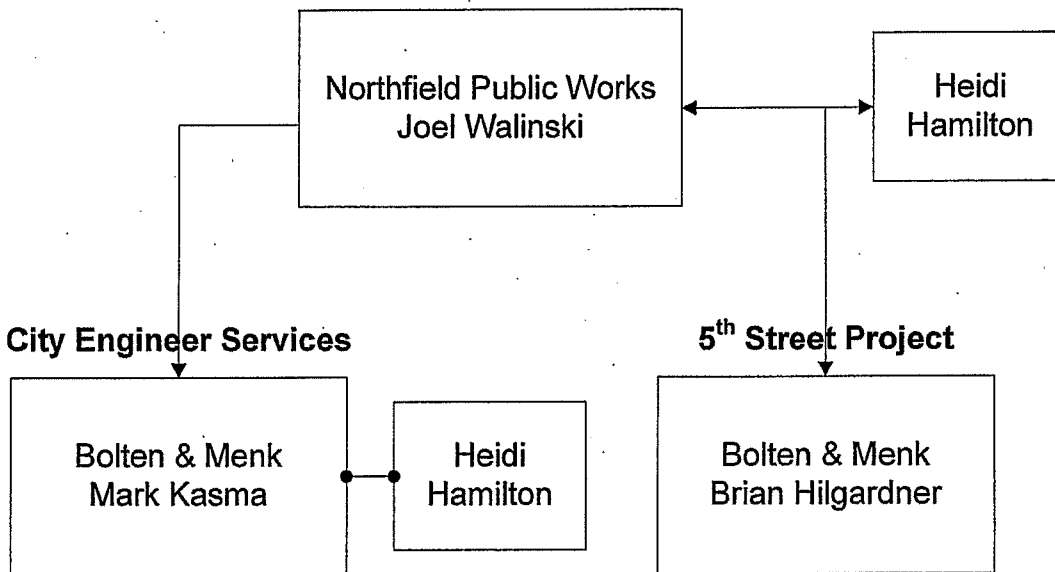 Northfield Public Works
Joel Walinski
Heidi
Hamilton
City Engineer Services
5th Street Project
Bolten & Menk
Mark Kasma
Heidi
Hamilton
Bolten & Menk
Brian Hilgardner